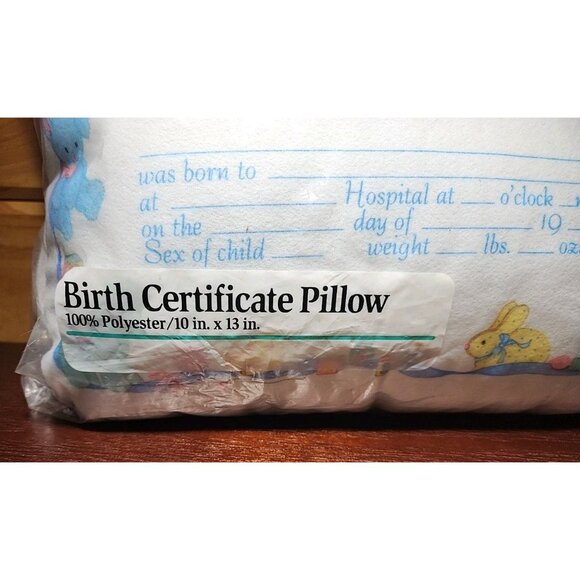 was born to
at Hospital at o'clock
on the day of 19
Sex of child weight lbs. oz
Birth Certificate Pillow
100% Polyester/10 in. x 13 in.